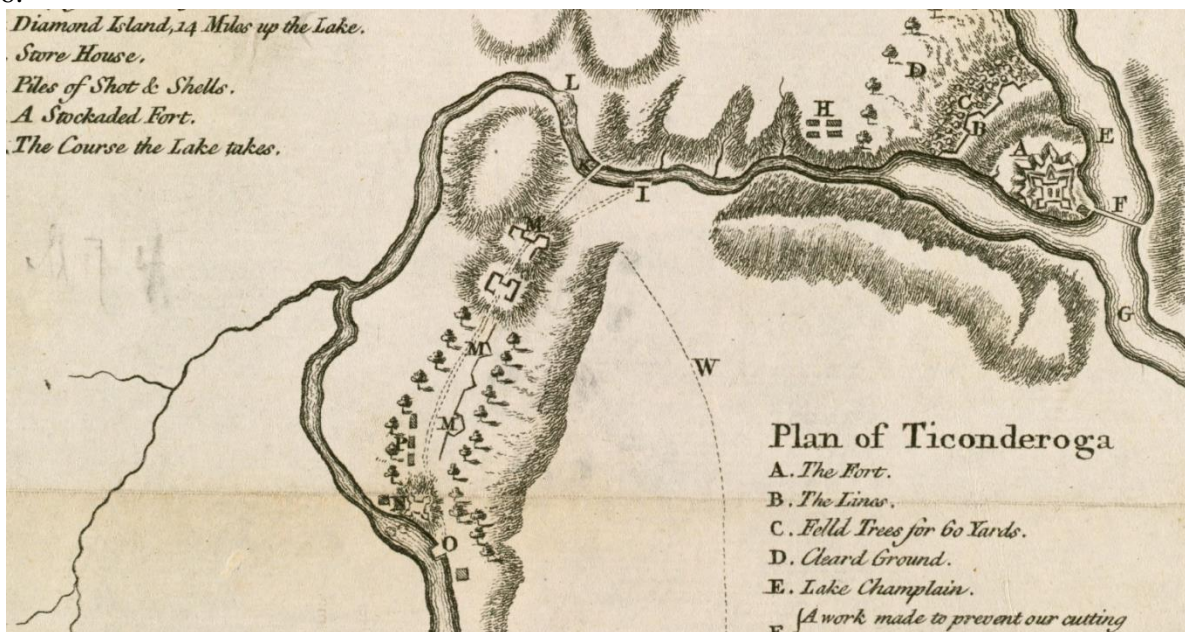 Diamond Island, 14 Miles up the Lake.
Store House.
Piles of Shot & Shells.
A Stockaded Fort.
The Course the Lake takes.
L
D
H
C
B
E
A
K
I
F
M
G
M
W
M
P
N
O
Plan of Ticonderoga
A. The Fort.
B. The Lines.
C. Felld Trees for 60 Yards.
D. Cleard Ground.
E. Lake Champlain.
F. {A work made to prevent our cutting